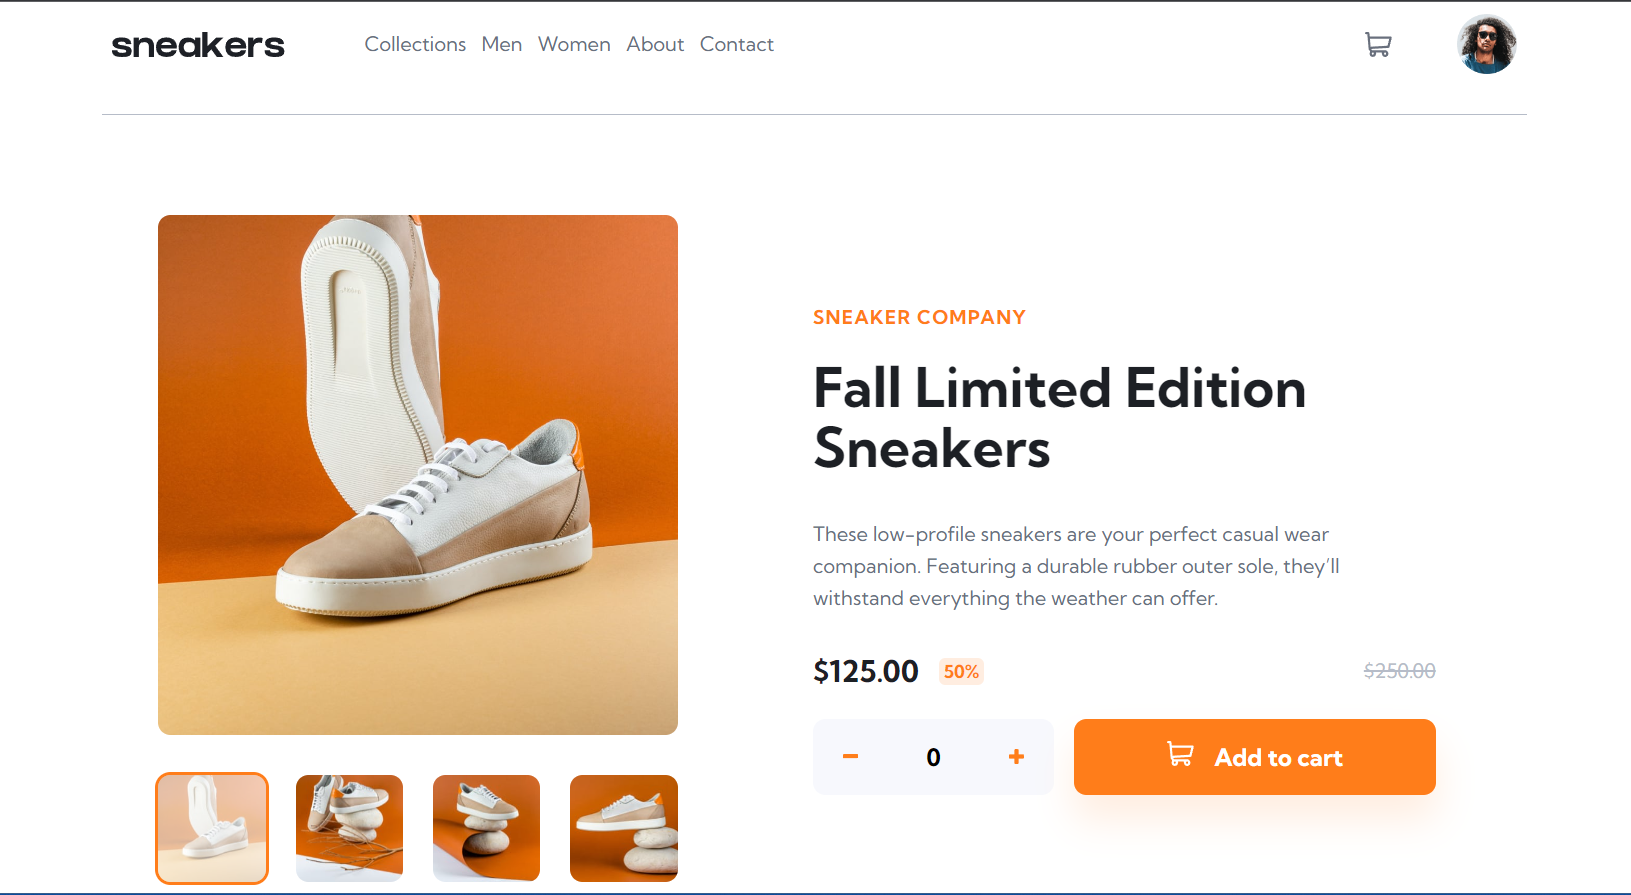 sneakers
Collections Men Women About Contact
SNEAKER COMPANY
Fall Limited Edition
Sneakers
These low-profile sneakers are your perfect casual wear
companion. Featuring a durable rubber outer sole, they’ll
withstand everything the weather can offer.
$125.00 50% $250.00
0
Add to cart